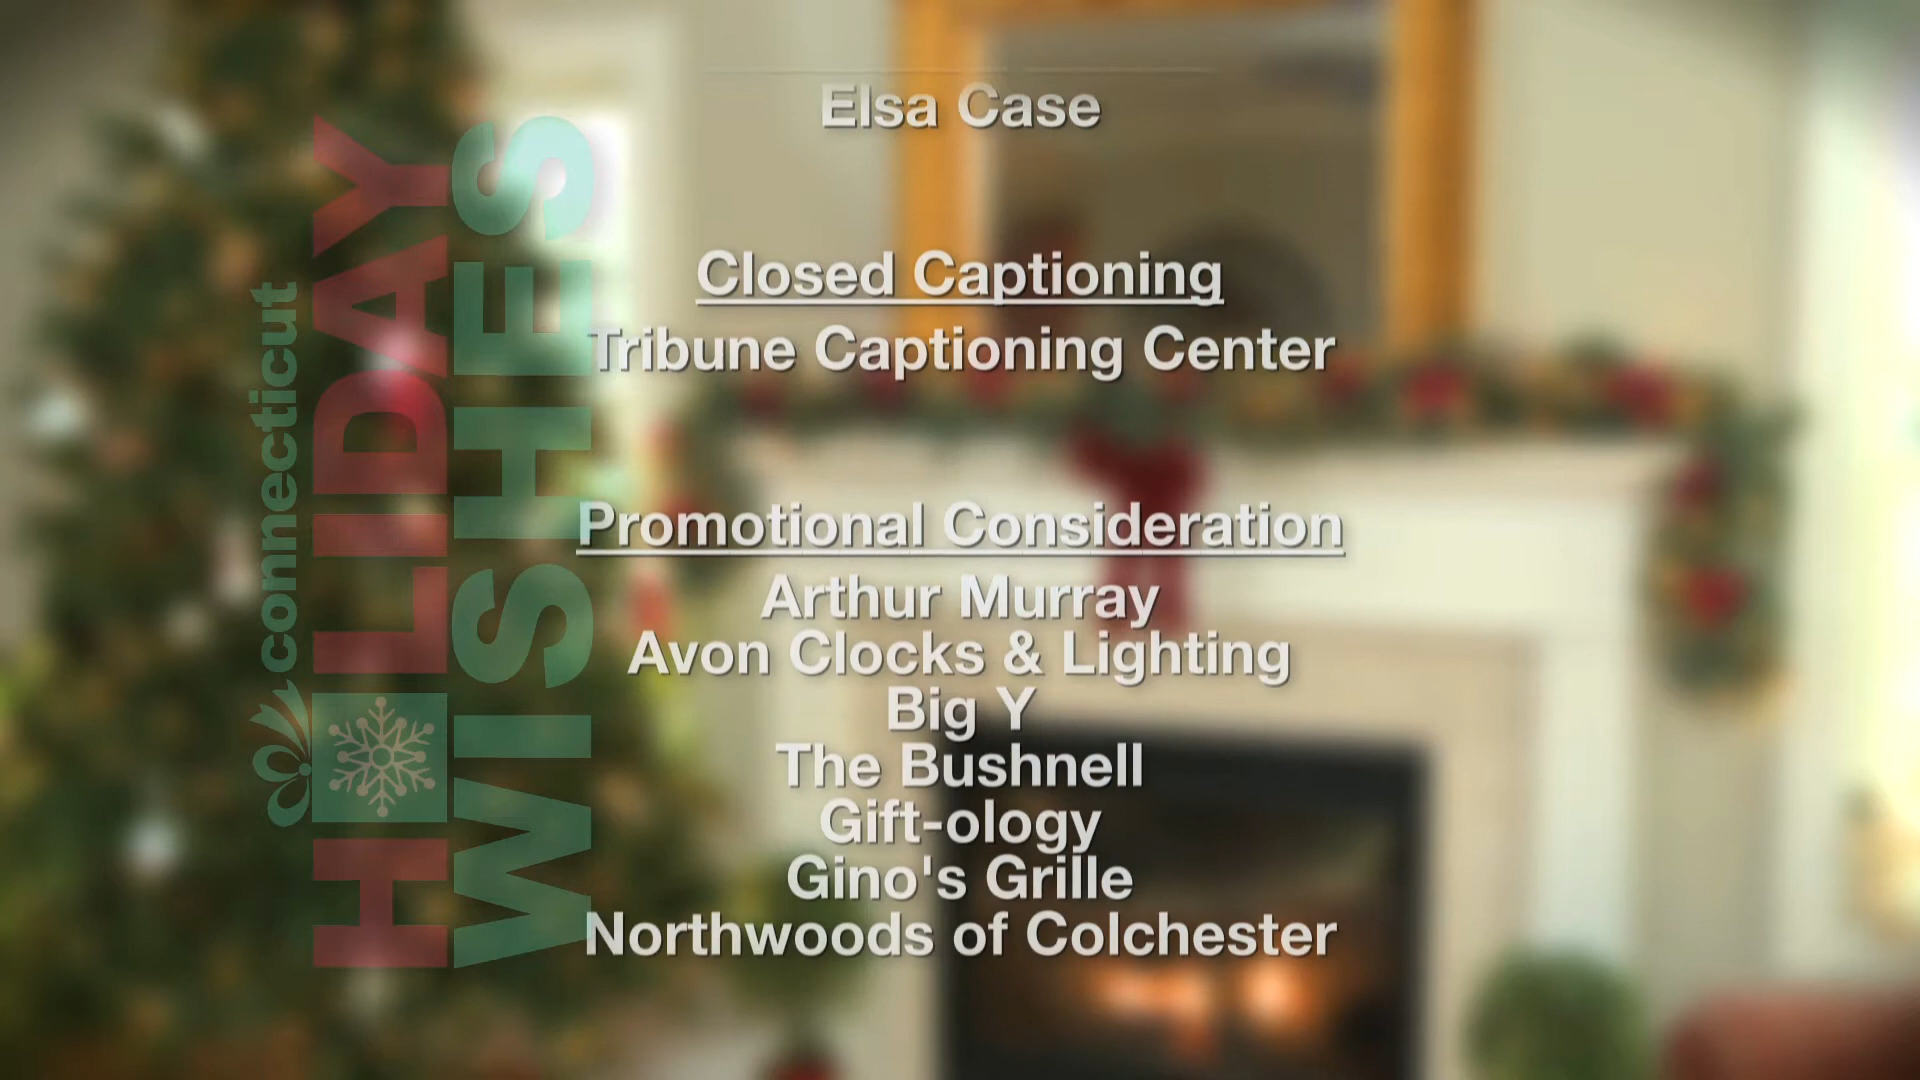 connecticut
HOLIDAY
WISHES
Elsa Case
Closed Captioning
Tribune Captioning Center
Promotional Consideration
Arthur Murray
Avon Clocks & Lighting
Big Y
The Bushnell
Gift-ology
Gino's Grille
Northwoods of Colchester